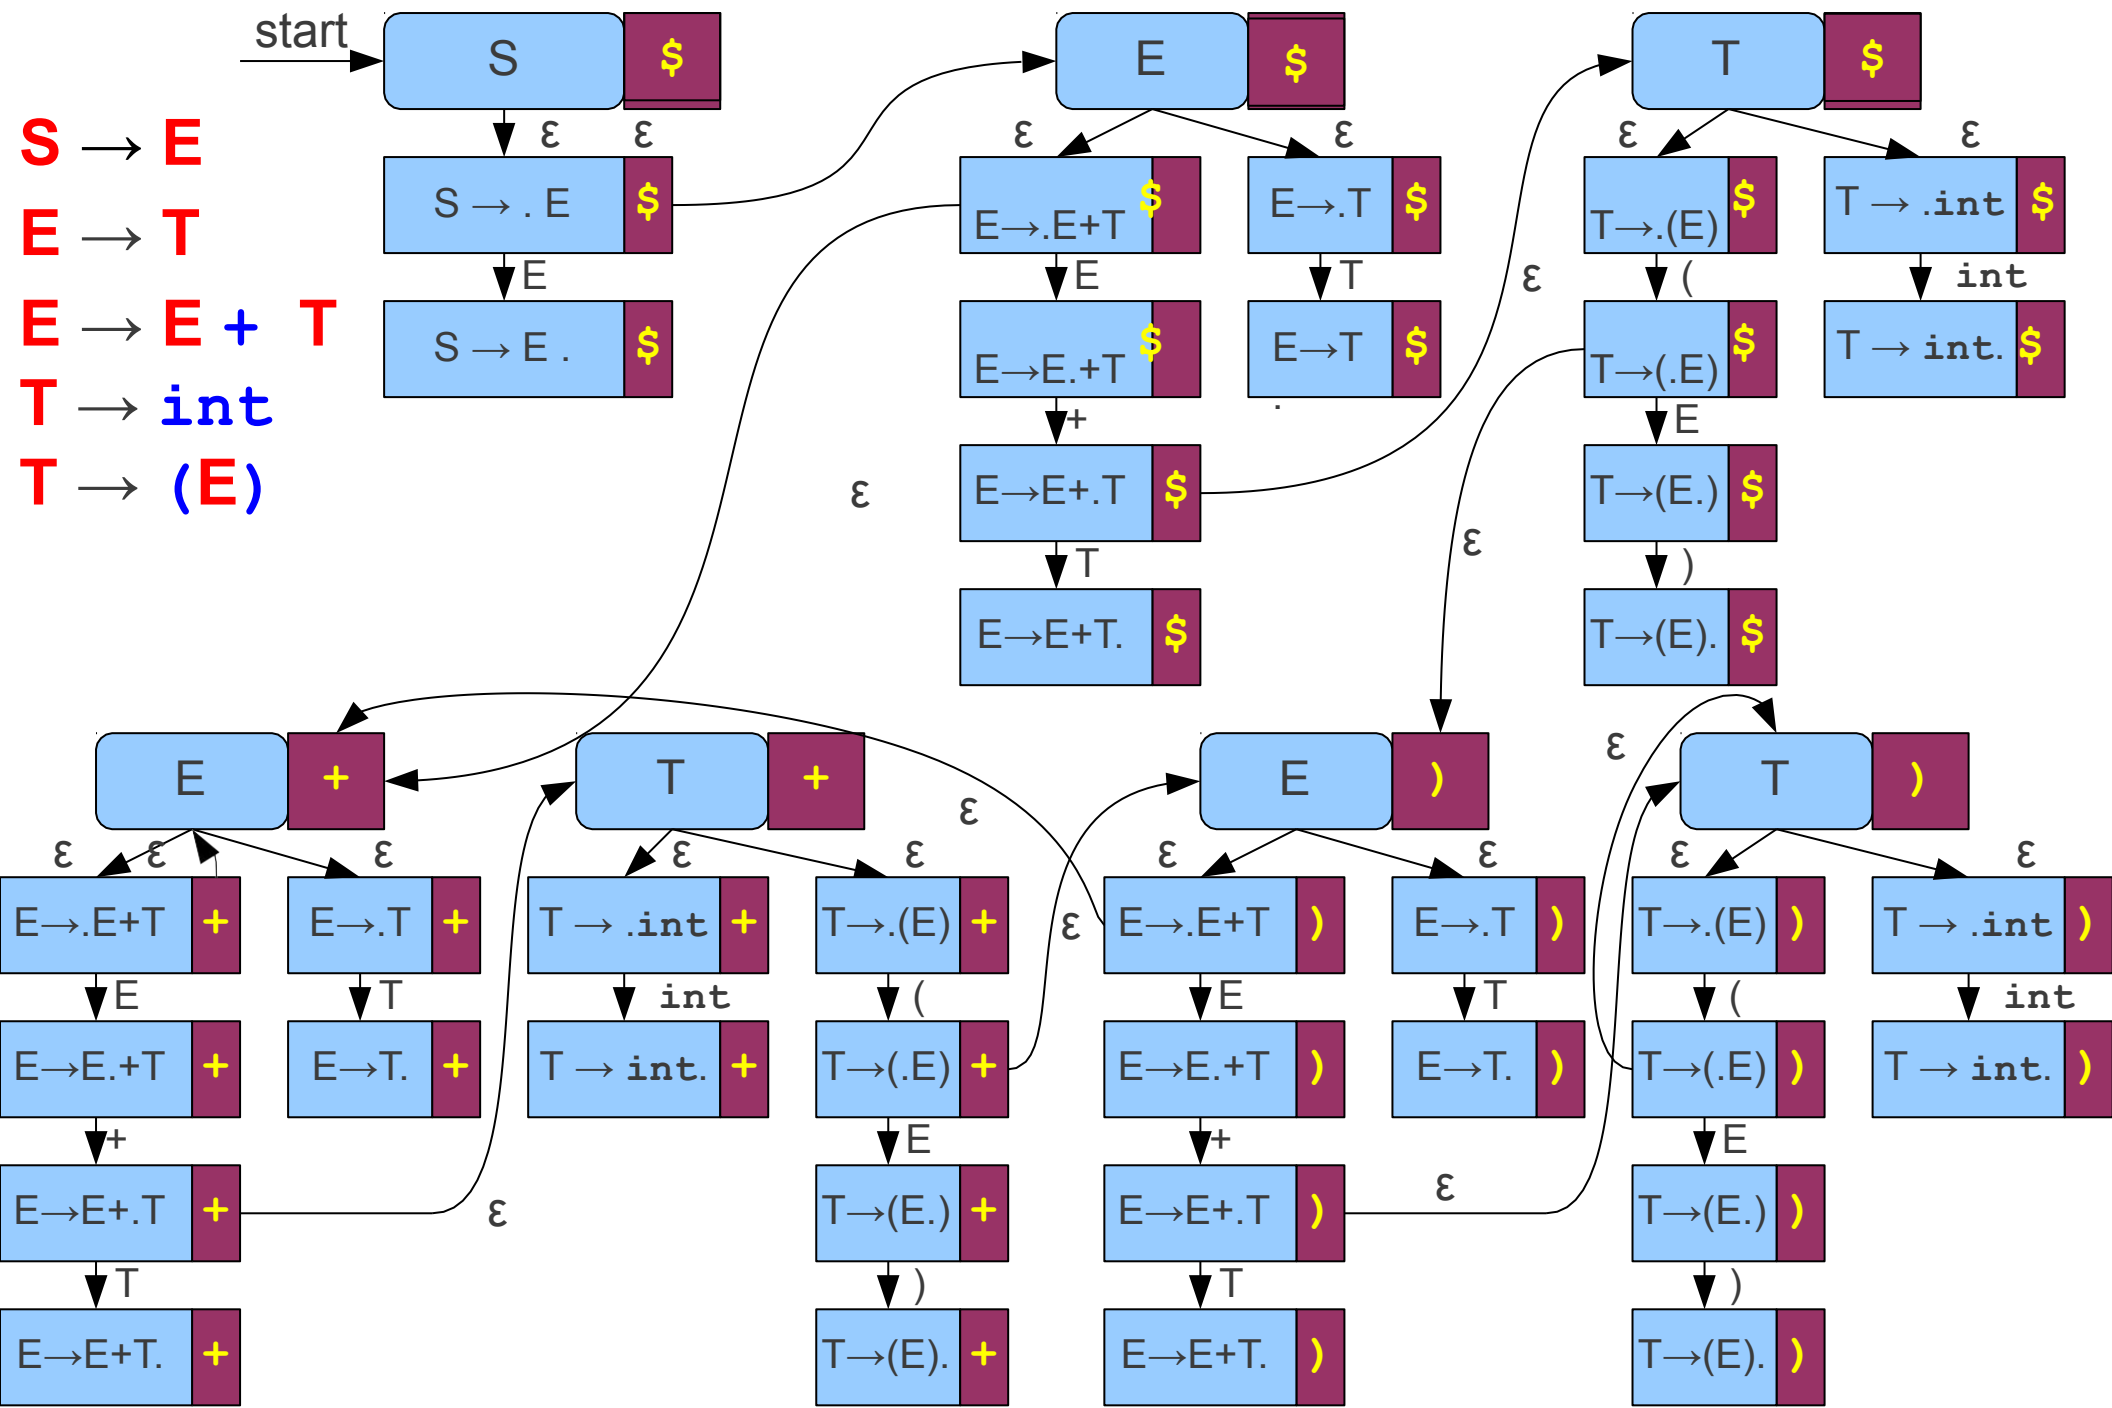 start
S $ E $ T $
S → E
ε ε ε ε ε ε
E → T
S → . E $ E→.E+T $ E→.T $ T→.(E) $ T → .int $
E E T ε ( int
E → E + T
S → E . $ E→E.+T $ E→T $ T→(.E) $ T → int. $
T → int
+ . E
T → (E)
ε E→E+.T $ T→(E.) $
T ε )
E→E+T. $ T→(E). $
ε
E + T + E ) T )
ε
ε ε ε ε ε ε ε ε ε
E→.E+T + E→.T + T → .int + T→.(E) + ε E→.E+T ) E→.T ) T→.(E) ) T → .int )
E T int ( E T ( int
E→E.+T + E→T. + T → int. + T→(.E) + E→E.+T ) E→T. ) T→(.E) ) T → int. )
+ E + E
E→E+.T + ε T→(E.) + E→E+.T ) ε T→(E.) )
T ) T )
E→E+T. + T→(E). + E→E+T. ) T→(E). )